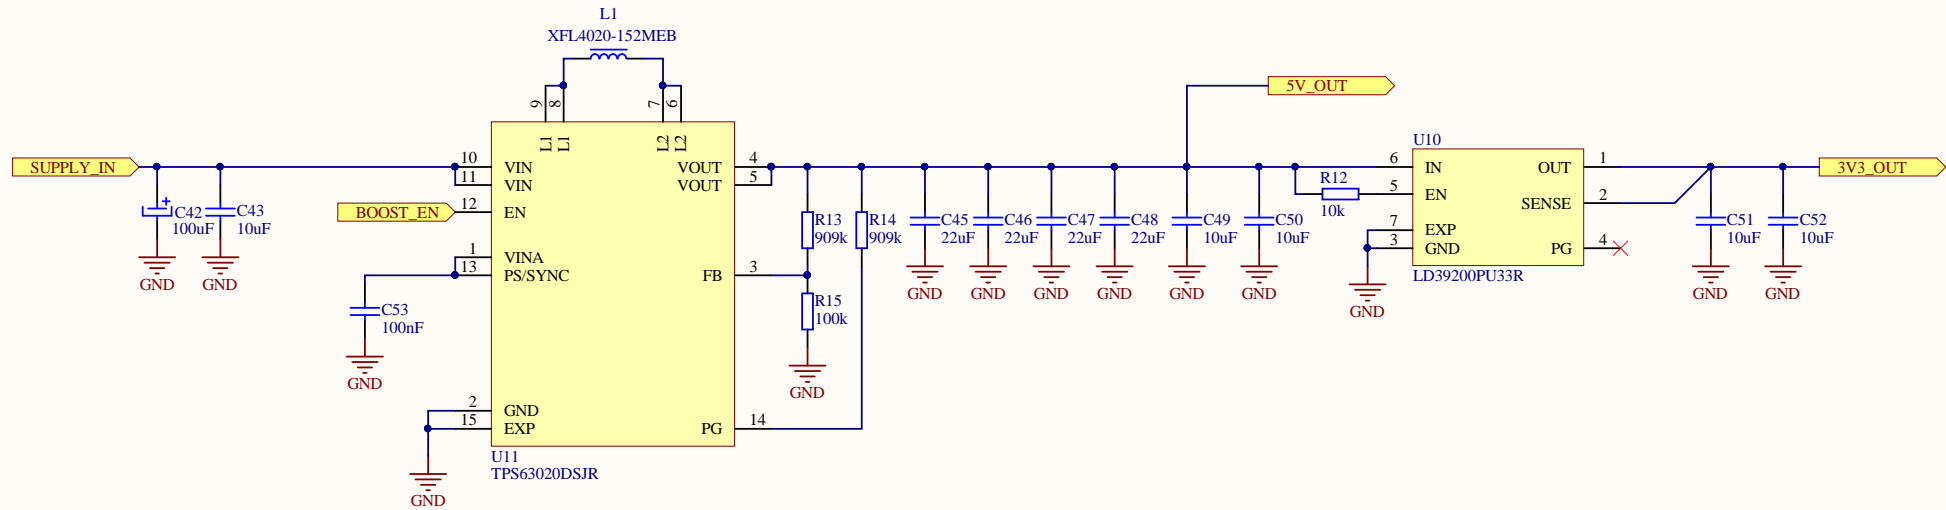 L1
XFL4020-152MEB
9
8
7
6
L1
L1
L2
L2
SUPPLY_IN
C42
100uF
GND
C43
10uF
GND
BOOST_EN
10
VIN
11
VIN
12
EN
1
VINA
13
PS/SYNC
2
GND
15
EXP
VOUT
4
VOUT
5
FB
3
PG
14
U11
TPS63020DSJR
C53
100nF
GND
GND
R13
909k
R14
909k
R15
100k
GND
C45
22uF
GND
C46
22uF
GND
C47
22uF
GND
C48
22uF
GND
C49
10uF
GND
C50
10uF
GND
5V_OUT
R12
10k
U10
6
IN
5
EN
7
EXP
3
GND
OUT
1
SENSE
2
PG
4
LD39200PU33R
GND
C51
10uF
GND
C52
10uF
GND
3V3_OUT